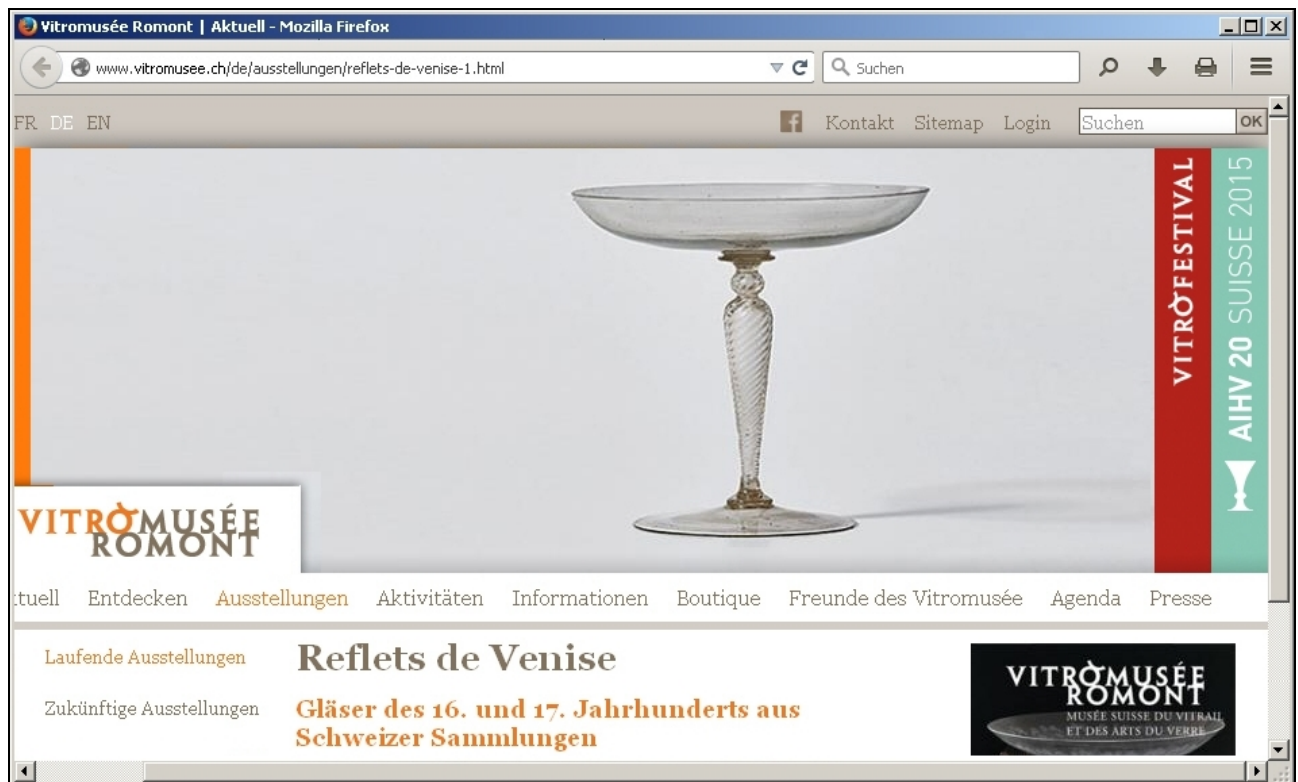 Vitromusée Romont | Aktuell - Mozilla Firefox
www.vitromusee.ch/de/ausstellungen/reflets-de-venise-1.html
Suchen
FR DE EN
f Kontakt Sitemap Login Suchen OK
VITRÒFESTIVAL
AIHV 20 SUISSE 2015
VITRÒMUSÉE
ROMONT
tuell Entdecken Ausstellungen Aktivitäten Informationen Boutique Freunde des Vitromusée Agenda Presse
Laufende Ausstellungen
Zukünftige Ausstellungen
Reflets de Venise
Gläser des 16. und 17. Jahrhunderts aus
Schweizer Sammlungen
VITRÒMUSÉE
ROMONT
MUSÉE SUISSE DU VITRAIL
ET DES ARTS DU VERRE